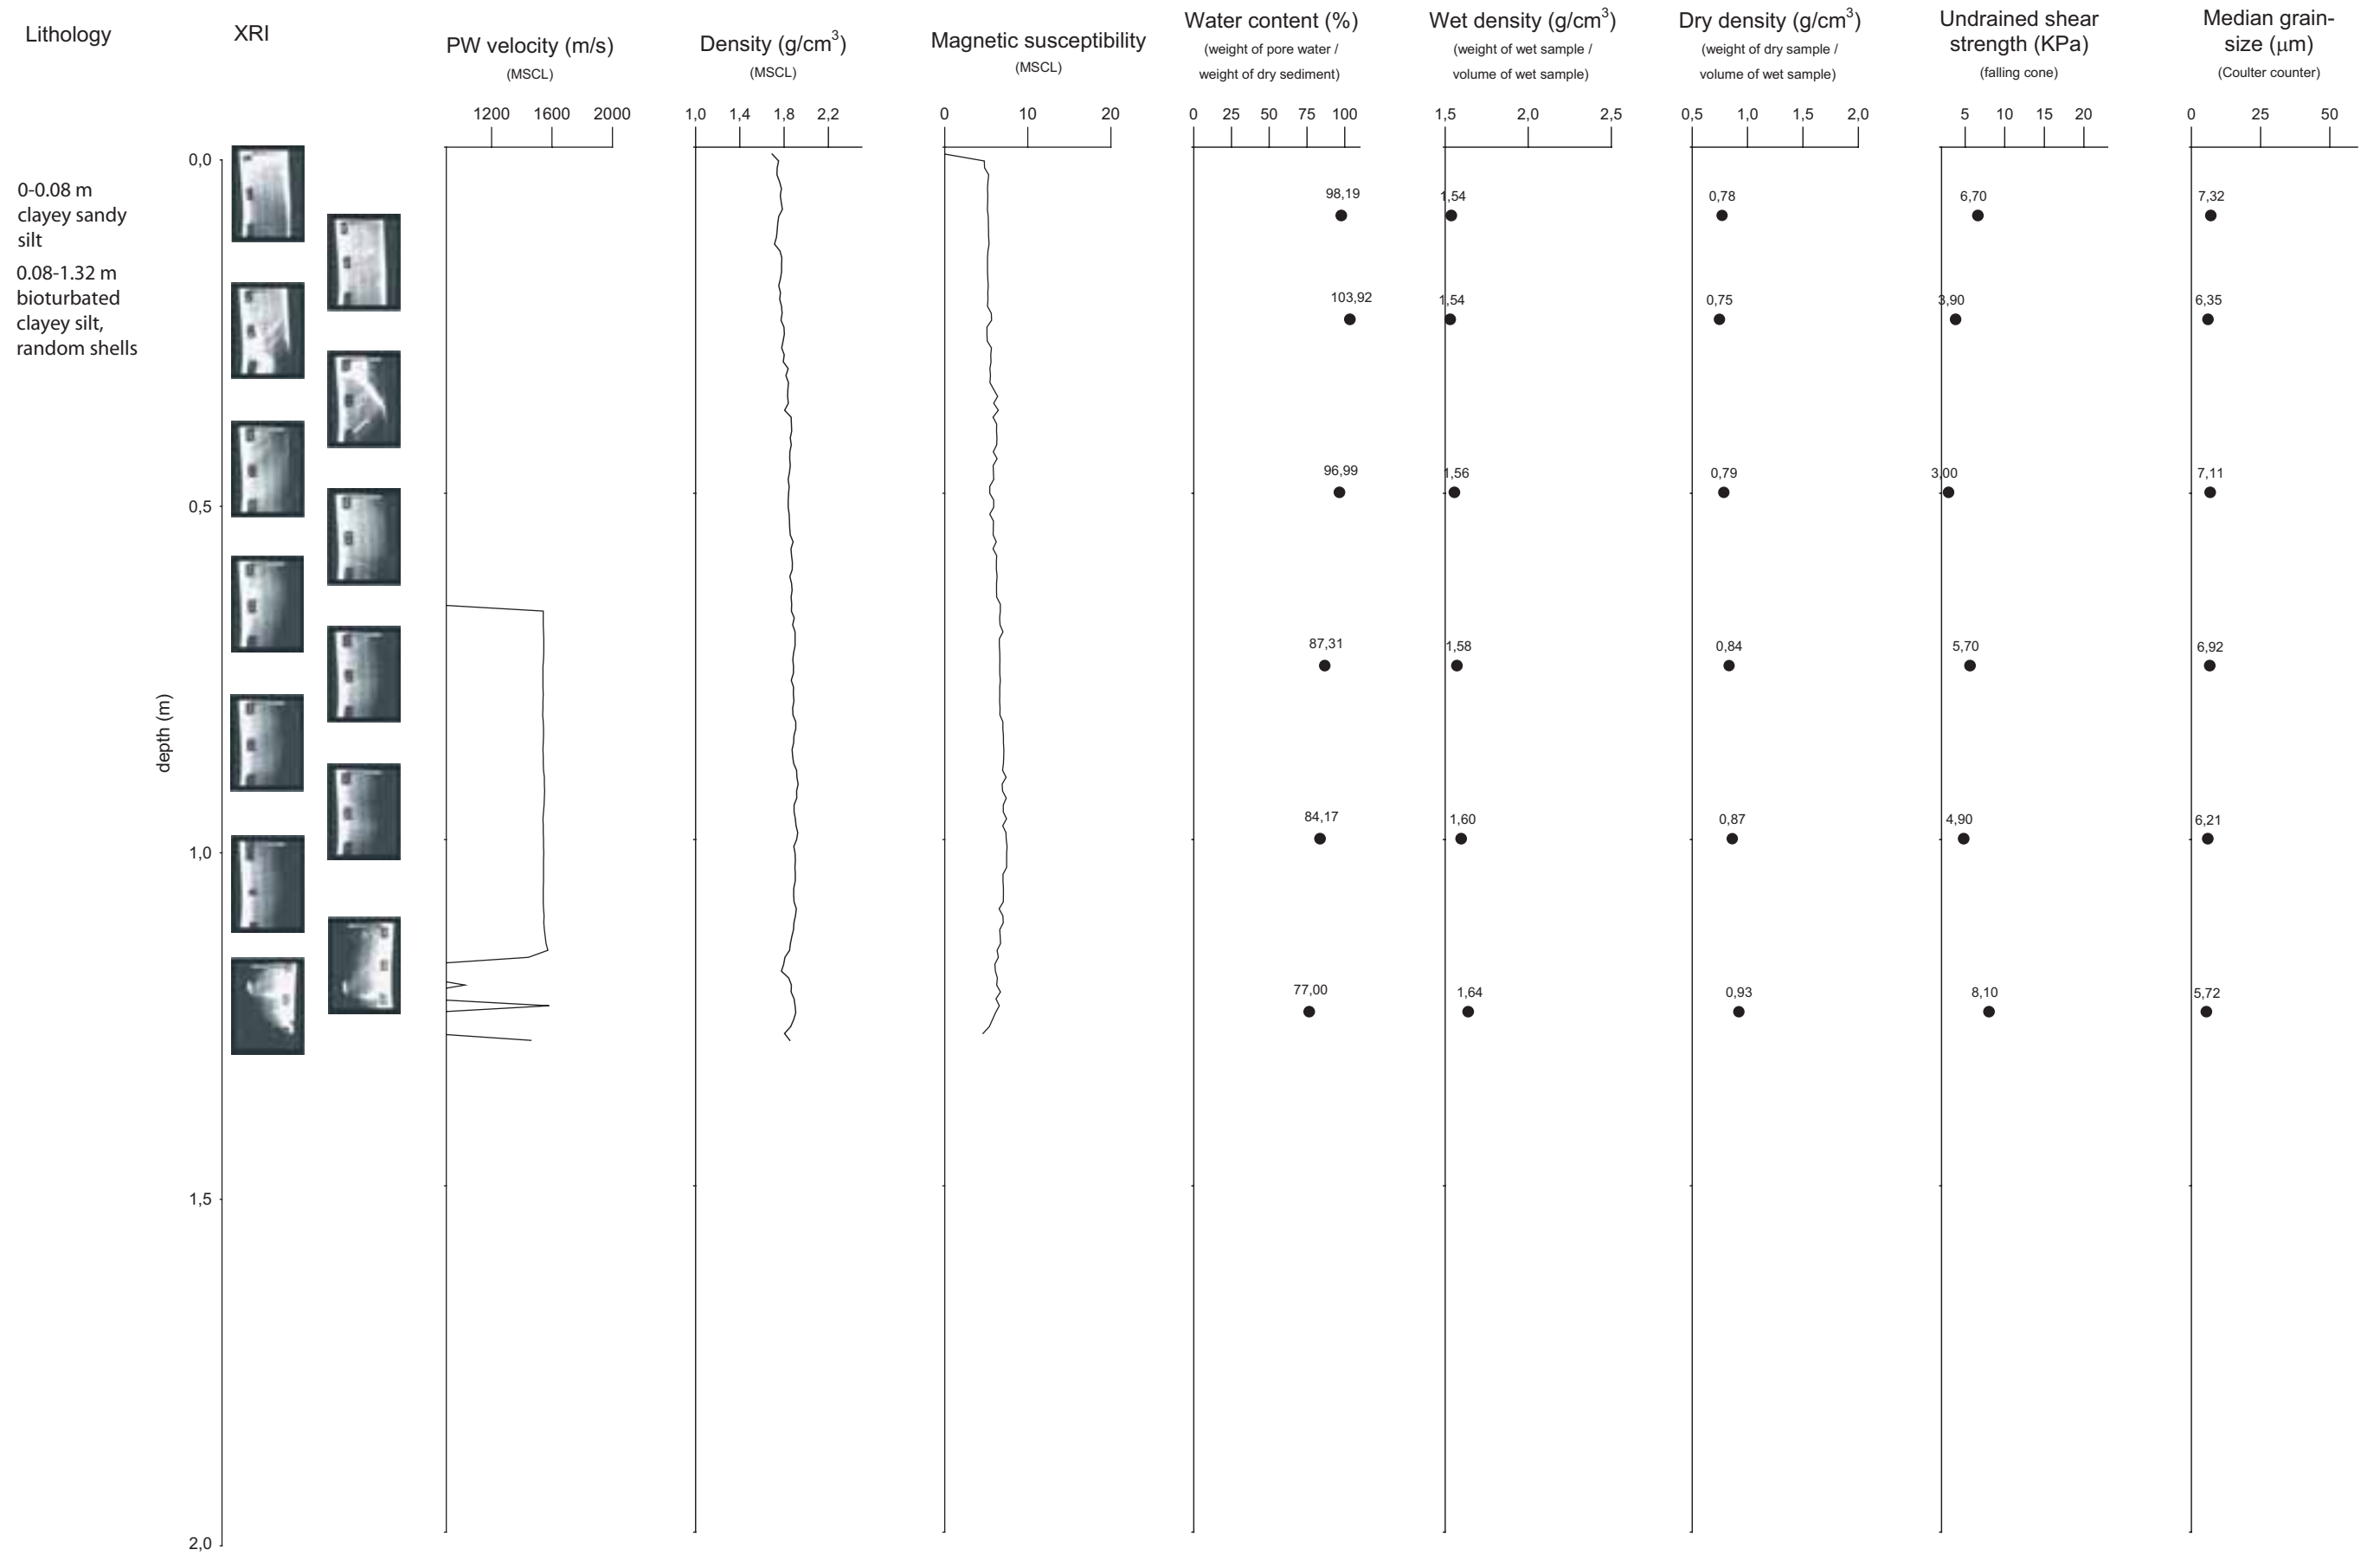 Lithology
XRI
PW velocity (m/s)
(MSCL)
Density (g/cm3)
(MSCL)
Magnetic susceptibility
(MSCL)
Water content (%)
(weight of pore water /
weight of dry sediment)
Wet density (g/cm3)
(weight of wet sample /
volume of wet sample)
Dry density (g/cm3)
(weight of dry sample /
volume of wet sample)
Undrained shear
strength (KPa)
(falling cone)
Median grain-
size (μm)
(Coulter counter)
1200 1600 2000
1,0 1,4 1,8 2,2
0 10 20
0 25 50 75 100
1,5 2,0 2,5
0,5 1,0 1,5 2,0
5 10 15 20
0 25 50
0,0
0-0.08 m
clayey sandy
silt
0.08-1.32 m
bioturbated
clayey silt,
random shells
98,19 1,54 0,78 6,70 7,32
103,92 1,54 0,75 3,90 6,35
96,99 1,56 0,79 3,00 7,11
0,5
87,31 1,58 0,84 5,70 6,92
depth (m)
84,17 1,60 0,87 4,90 6,21
1,0
77,00 1,64 0,93 8,10 5,72
1,5
2,0